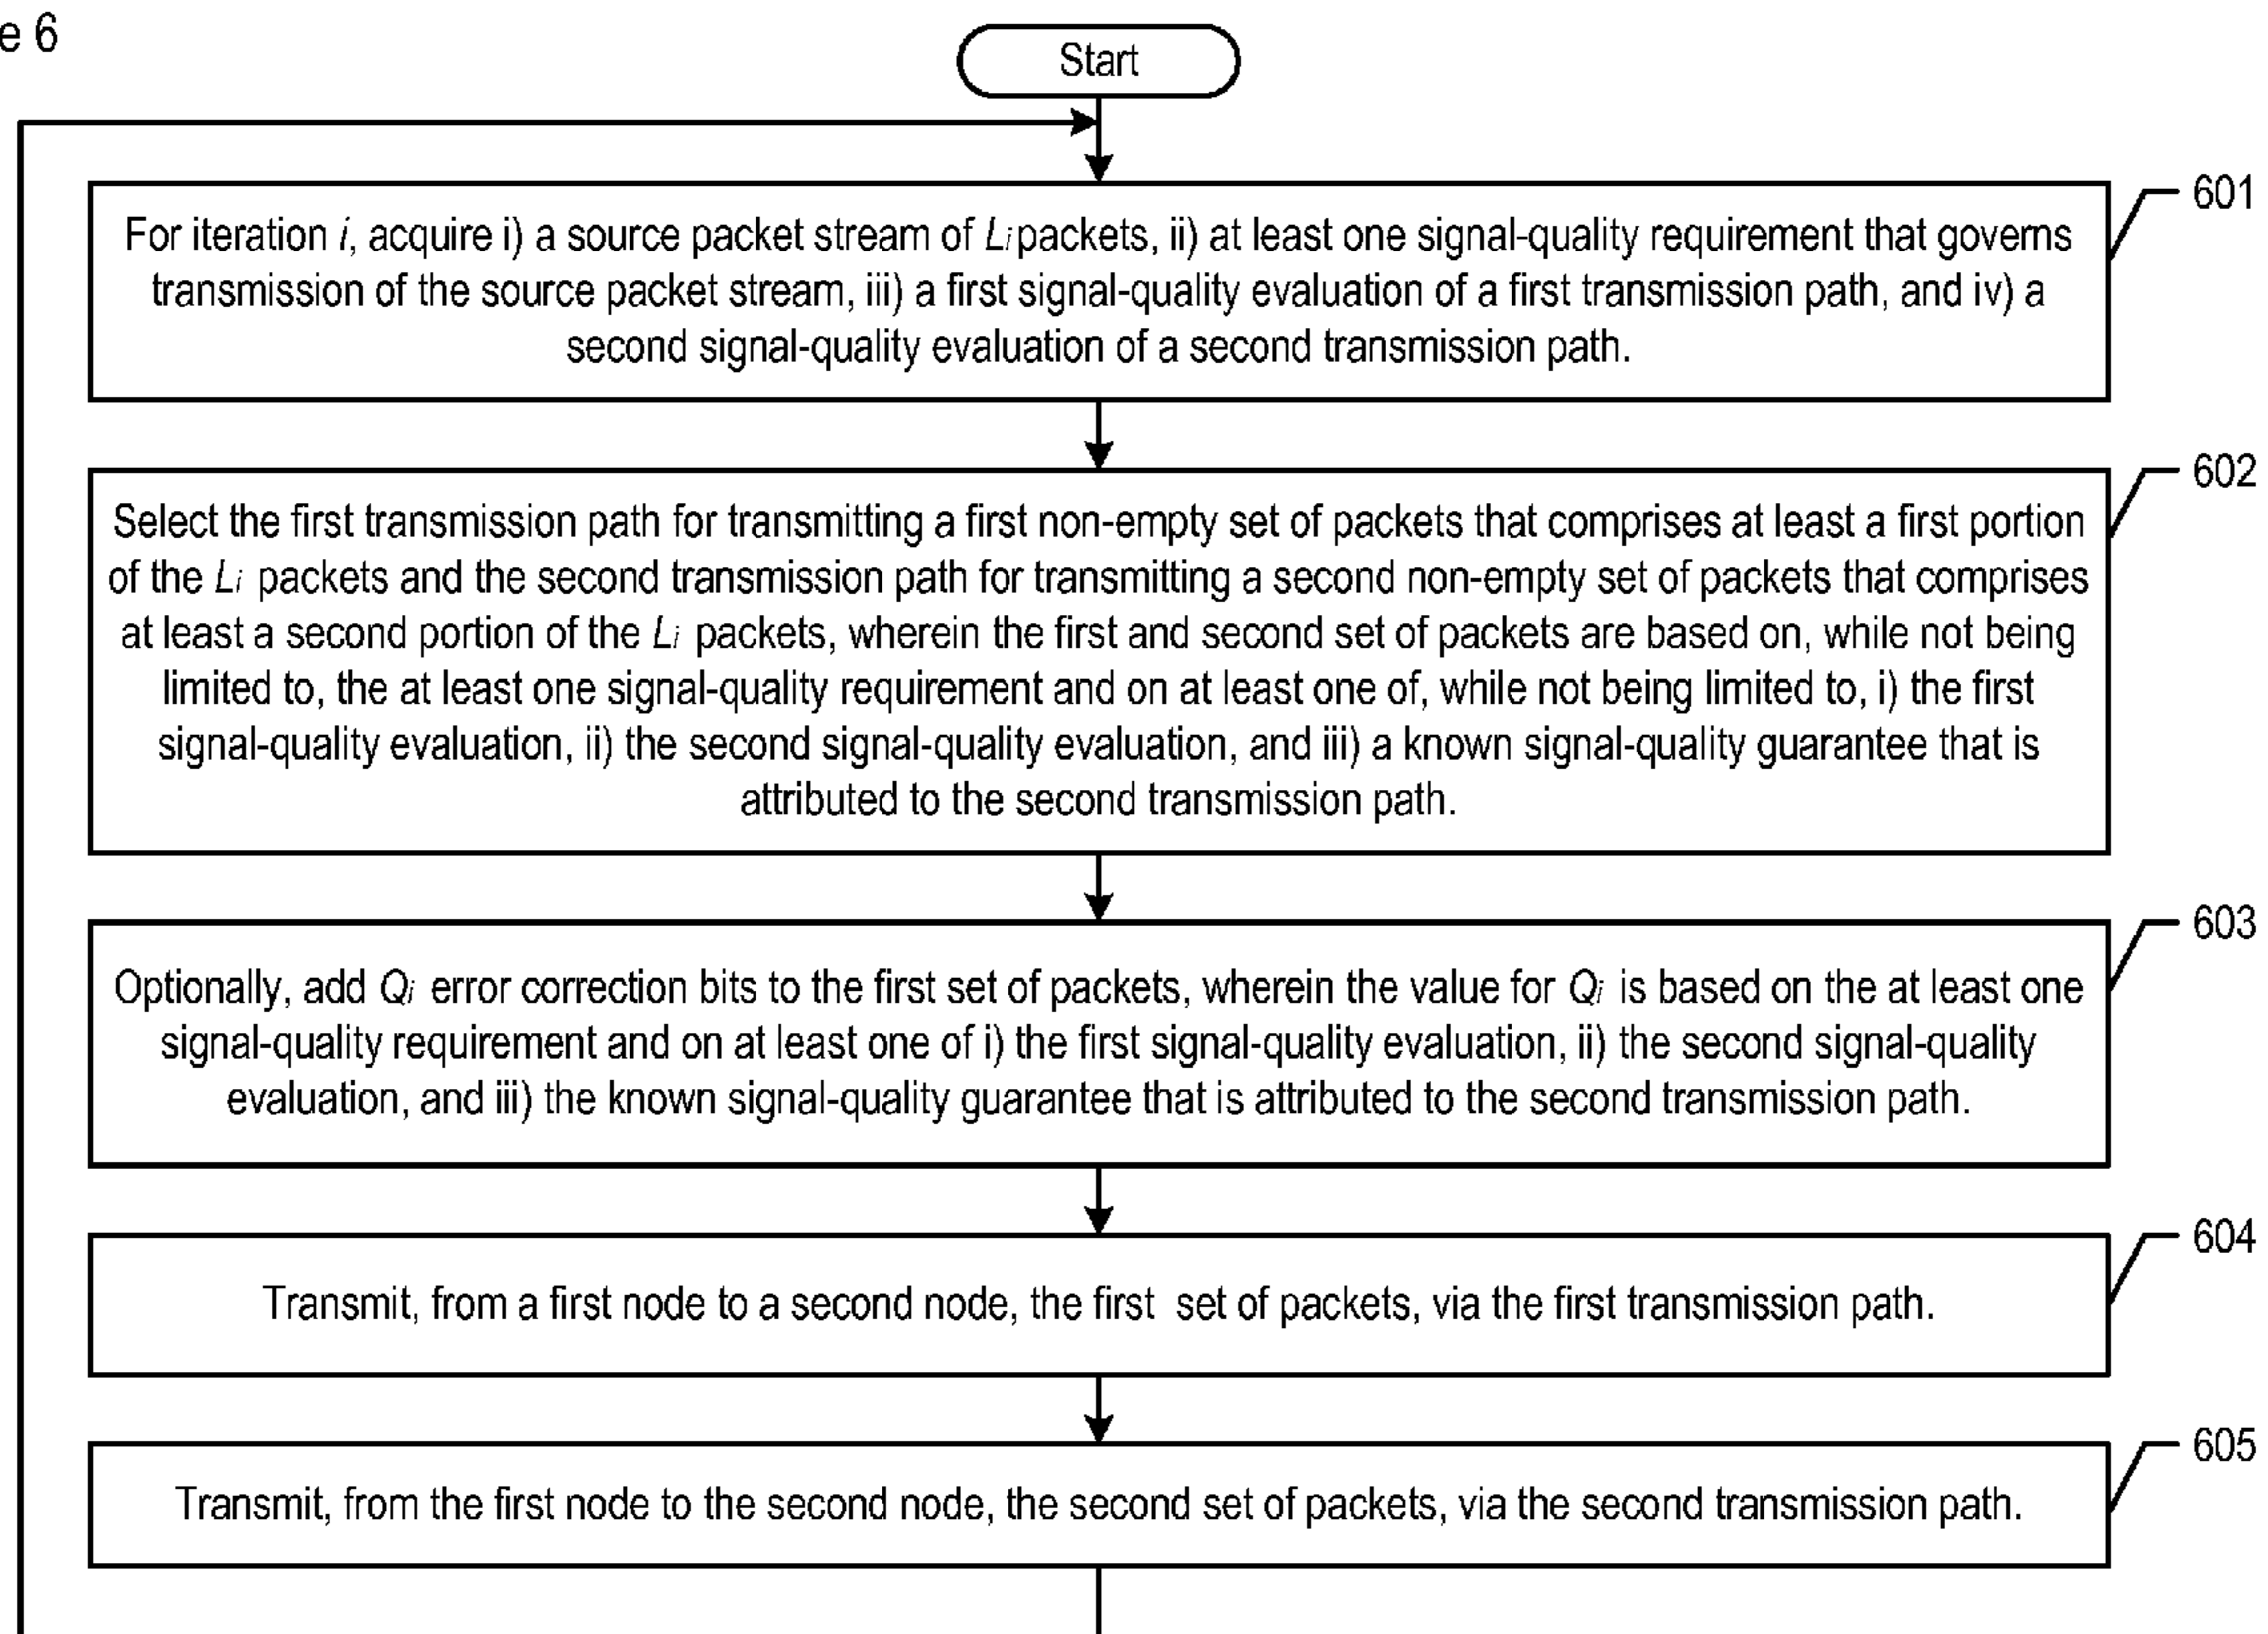 e 6
Start
601
For iteration i, acquire i) a source packet stream of Li packets, ii) at least one signal-quality requirement that governs
transmission of the source packet stream, iii) a first signal-quality evaluation of a first transmission path, and iv) a
second signal-quality evaluation of a second transmission path.
602
Select the first transmission path for transmitting a first non-empty set of packets that comprises at least a first portion
of the Li packets and the second transmission path for transmitting a second non-empty set of packets that comprises
at least a second portion of the Li packets, wherein the first and second set of packets are based on, while not being
limited to, the at least one signal-quality requirement and on at least one of, while not being limited to, i) the first
signal-quality evaluation, ii) the second signal-quality evaluation, and iii) a known signal-quality guarantee that is
attributed to the second transmission path.
603
Optionally, add Qi error correction bits to the first set of packets, wherein the value for Qi is based on the at least one
signal-quality requirement and on at least one of i) the first signal-quality evaluation, ii) the second signal-quality
evaluation, and iii) the known signal-quality guarantee that is attributed to the second transmission path.
604
Transmit, from a first node to a second node, the first set of packets, via the first transmission path.
605
Transmit, from the first node to the second node, the second set of packets, via the second transmission path.